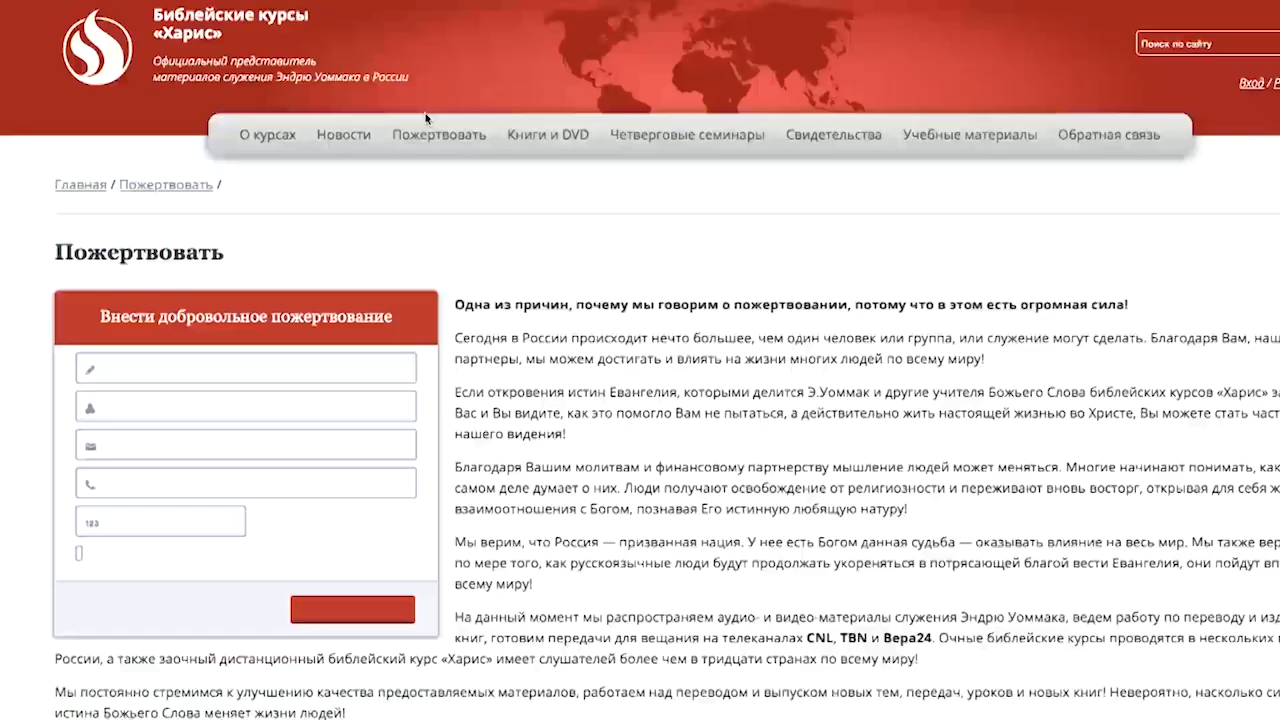 Библейские курсы
«Харис»
Официальный представитель
материалов служения Эндрю Уоммака в России
Поиск по сайту
Вход / Р
О курсах Новости Пожертвовать Книги и DVD Четверговые семинары Свидетельства Учебные материалы Обратная связь
Главная / Пожертвовать /
Пожертвовать
Внести добровольное пожертвование
123
Одна из причин, почему мы говорим о пожертвовании, потому что в этом есть огромная сила!
Сегодня в России происходит нечто большее, чем один человек или группа, или служение могут сделать. Благодаря Вам, наш
партнеры, мы можем достигать и влиять на жизни многих людей по всему миру!
Если откровения истин Евангелия, которыми делится Э.Уоммак и другие учителя Божьего Слова библейских курсов «Харис» за
Вас и Вы видите, как это помогло Вам не пытаться, а действительно жить настоящей жизнью во Христе, Вы можете стать част
нашего видения!
Благодаря Вашим молитвам и финансовому партнерству мышление людей может меняться. Многие начинают понимать, как
самом деле думает о них. Люди получают освобождение от религиозности и переживают вновь восторг, открывая для себя ж
взаимоотношения с Богом, познавая Его истинную любящую натуру!
Мы верим, что Россия — призванная нация. У нее есть Богом данная судьба — оказывать влияние на весь мир. Мы также вер
по мере того, как русскоязычные люди будут продолжать укореняться в потрясающей благой вести Евангелия, они пойдут вп
всему миру!
На данный момент мы распространяем аудио- и видео-материалы служения Эндрю Уоммака, ведем работу по переводу и изд
книг, готовим передачи для вещания на телеканалах CNL, TBN и Вера24. Очные библейские курсы проводятся в нескольких
России, а также заочный дистанционный библейский курс «Харис» имеет слушателей более чем в тридцати странах по всему миру!
Мы постоянно стремимся к улучшению качества предоставляемых материалов, работаем над переводом и выпуском новых тем, передач, уроков и новых книг! Невероятно, насколько си
истина Божьего Слова меняет жизни людей!